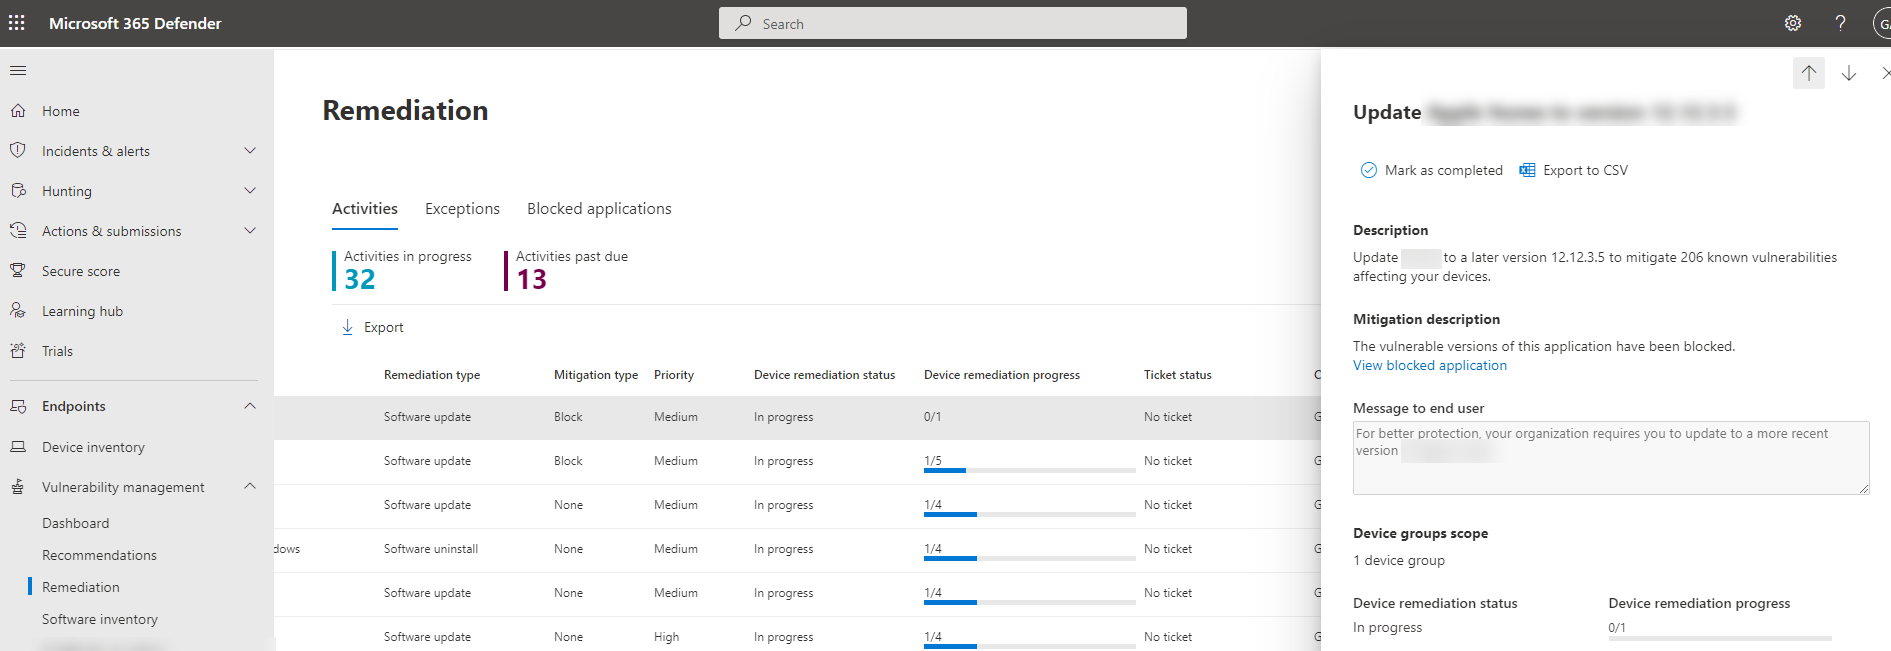 Microsoft 365 Defender
Search
Home
Incidents & alerts
Hunting
Actions & submissions
Secure score
Learning hub
Trials
Endpoints
Device inventory
Vulnerability management
Dashboard
Recommendations
Remediation
Software inventory
Remediation
Activities Exceptions Blocked applications
Activities in progress
32
Activities past due
13
Export
Remediation type Mitigation type Priority Device remediation status Device remediation progress Ticket status
Software update Block Medium In progress 0/1 No ticket G
Software update Block Medium In progress 1/5 No ticket G
Software update None Medium In progress 1/4 No ticket G
dows Software uninstall None Medium In progress 1/4 No ticket G
Software update None Medium In progress 1/4 No ticket G
Software update None High In progress 1/4 No ticket G
Update
Mark as completed Export to CSV
Description
Update to a later version 12.12.3.5 to mitigate 206 known vulnerabilities
affecting your devices.
Mitigation description
The vulnerable versions of this application have been blocked.
View blocked application
Message to end user
For better protection, your organization requires you to update to a more recent
version
Device groups scope
1 device group
Device remediation status Device remediation progress
In progress 0/1